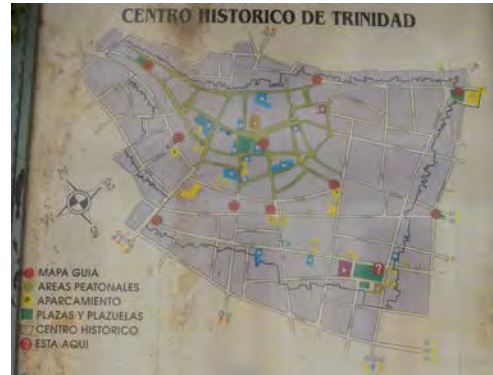 CENTRO HISTORICO DE TRINIDAD
MAPA GUIA
AREAS PEATONALES
APARCAMIENTO
PLAZAS Y PLAZUELAS
CENTRO HISTORICO
ESTA AQUI